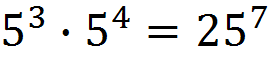 5³ · 5⁴ = 25⁷